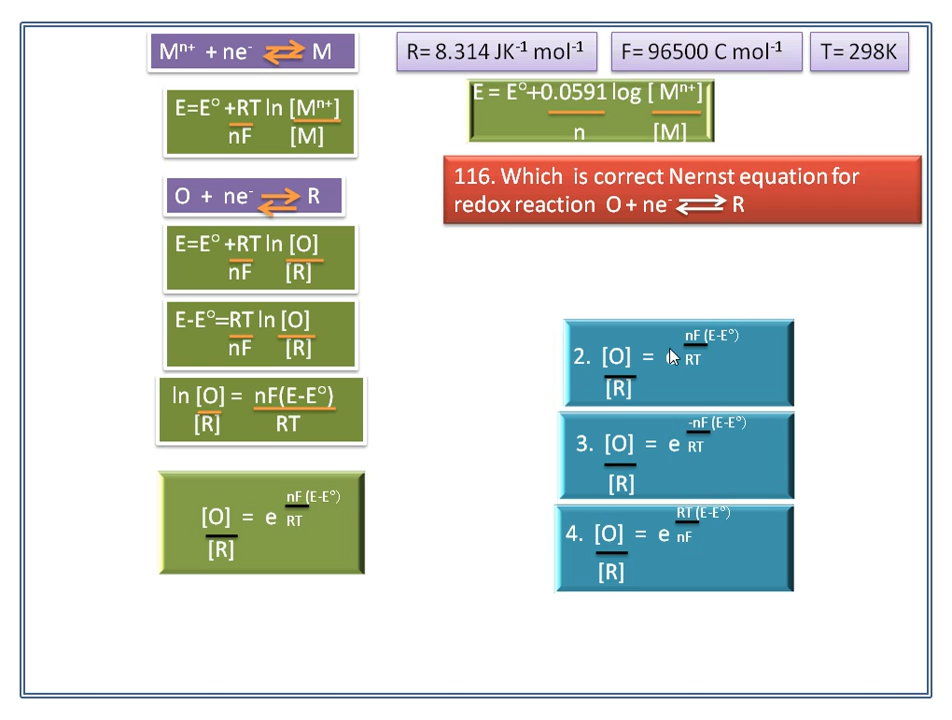 Mⁿ⁺ + ne⁻ ⇄ M
R= 8.314 JK⁻¹ mol⁻¹
F= 96500 C mol⁻¹
T= 298K
E=E° +RT ln [Mⁿ⁺]
nF [M]
E = E°+0.0591 log [ Mⁿ⁺]
n [M]
116. Which is correct Nernst equation for
redox reaction O + ne⁻ ⇄ R
O + ne⁻ ⇄ R
E=E° +RT ln [O]
nF [R]
E-E°=RT ln [O]
nF [R]
ln [O] = nF(E-E°)
[R] RT
nF (E-E°)
[O] = e RT
[R]
nF (E-E°)
2. [O] = RT
[R]
-nF (E-E°)
3. [O] = e RT
[R]
RT (E-E°)
4. [O] = e nF
[R]